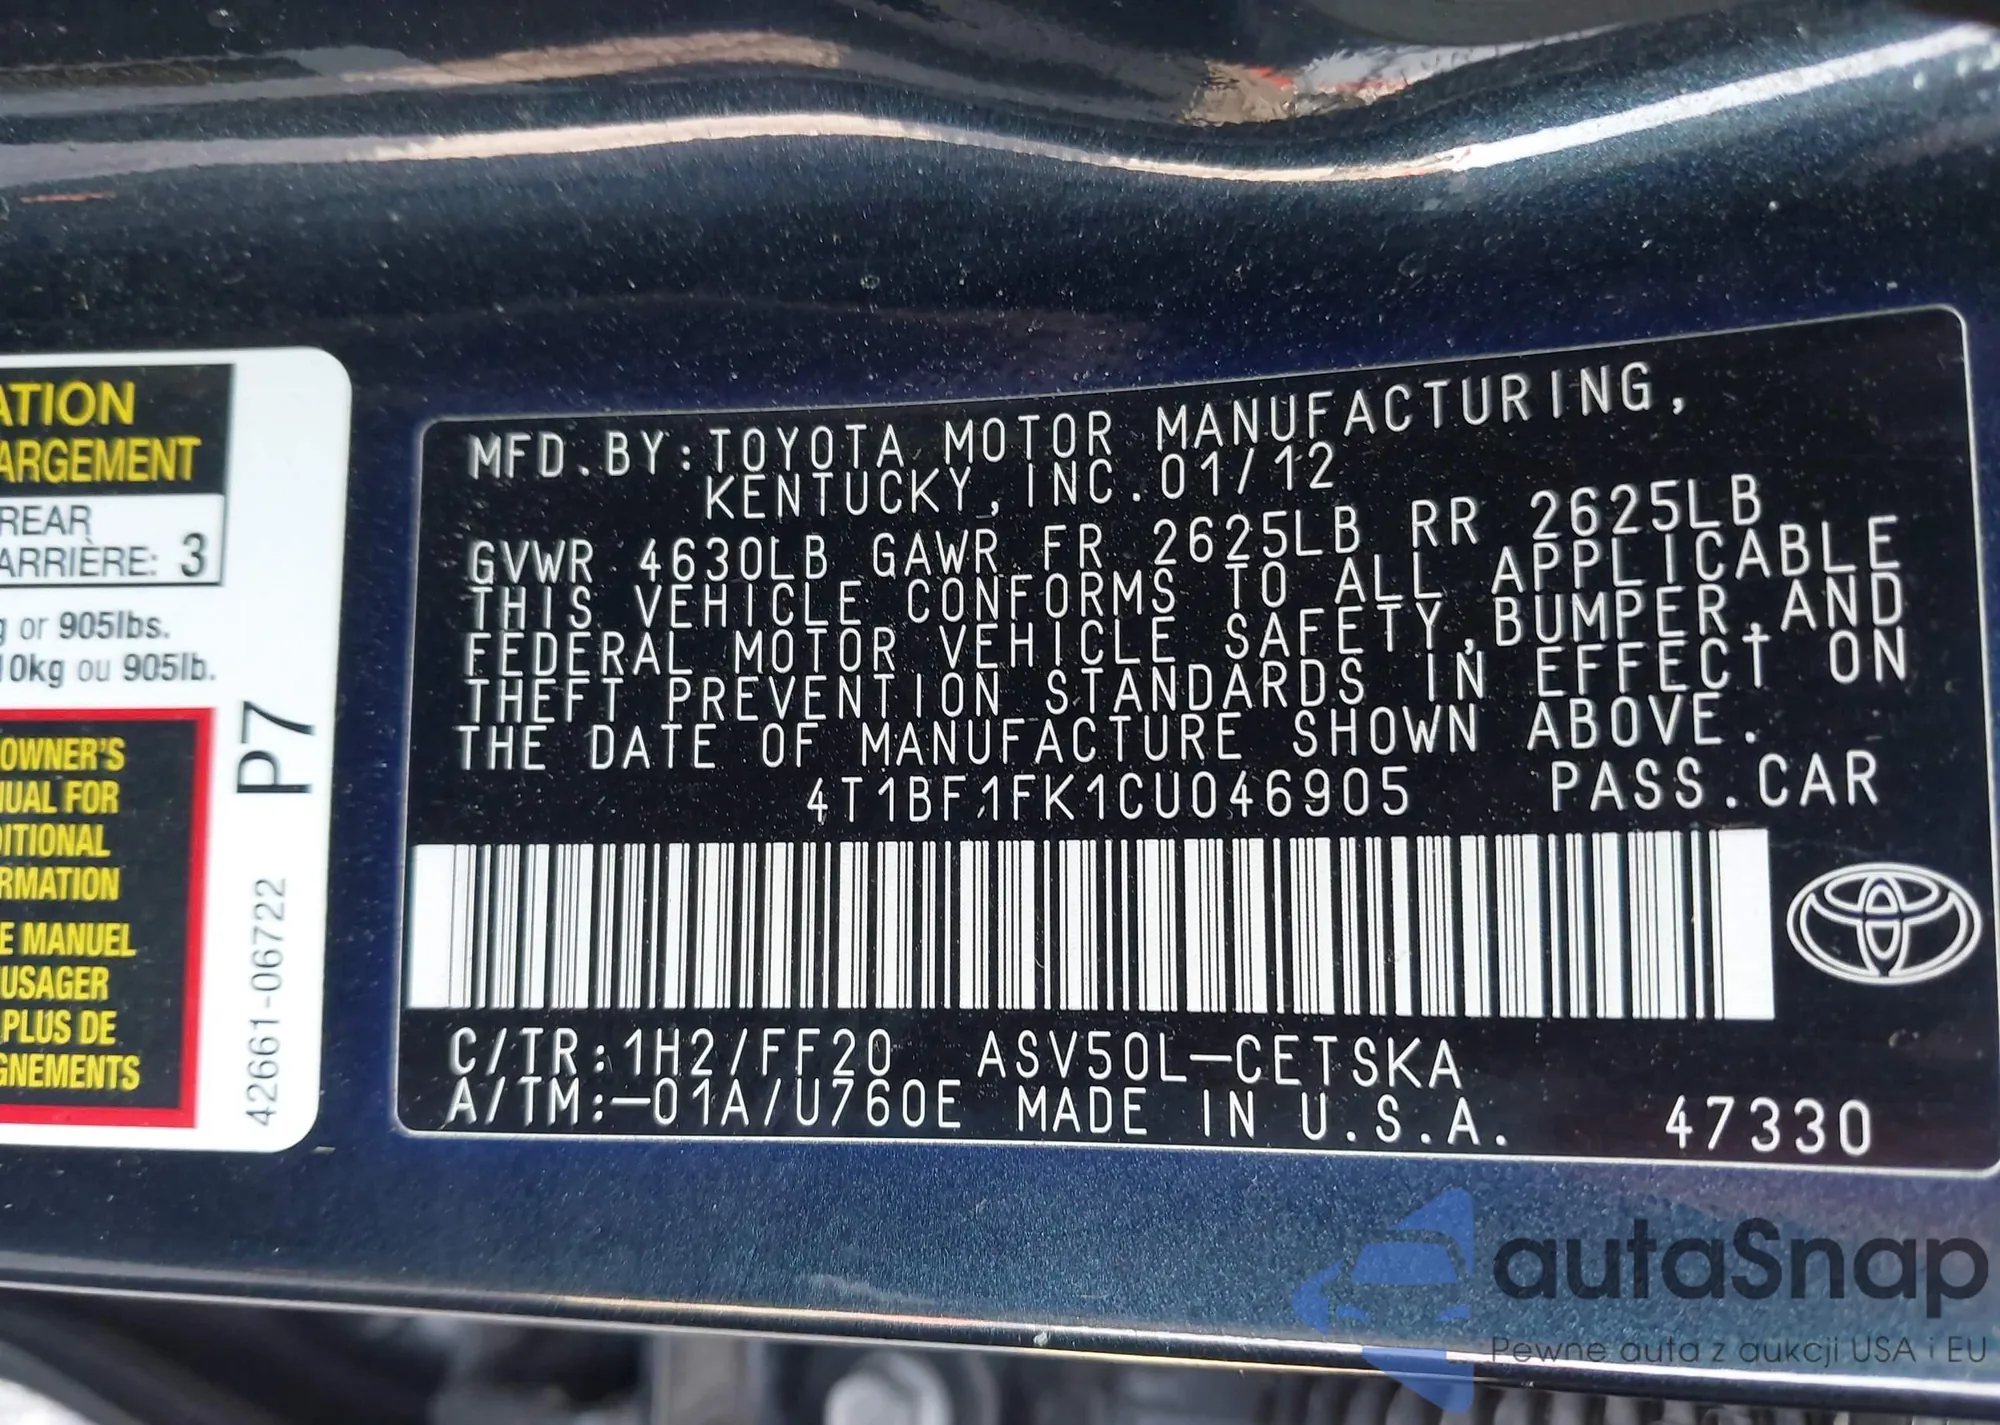 ATION
ARGEMENT
REAR
ARRIÈRE: 3
g or 905lbs.
10kg ou 905lb.
OWNER'S
UAL FOR
DITIONAL
RMATION
E MANUEL
USAGER
PLUS DE
GNEMENTS
P7
42661-06722
MFD.BY:TOYOTA MOTOR MANUFACTURING,
KENTUCKY, INC.01/12
GVWR 4630LB GAWR FR 2625LB RR 2625LB
THIS VEHICLE CONFORMS TO ALL APPLICABLE
FEDERAL MOTOR VEHICLE SAFETY,BUMPER,AND
THEFT PREVENTION STANDARDS IN EFFECT ON
THE DATE OF MANUFACTURE SHOWN ABOVE.
4T1BF1FK1CU046905 PASS.CAR
C/TR:1H2/FF20 ASV50L-CETSKA
A/TM:-01A/U760E MADE IN U.S.A. 47330
autaSnap
Pewne auta z aukcji USA i EU